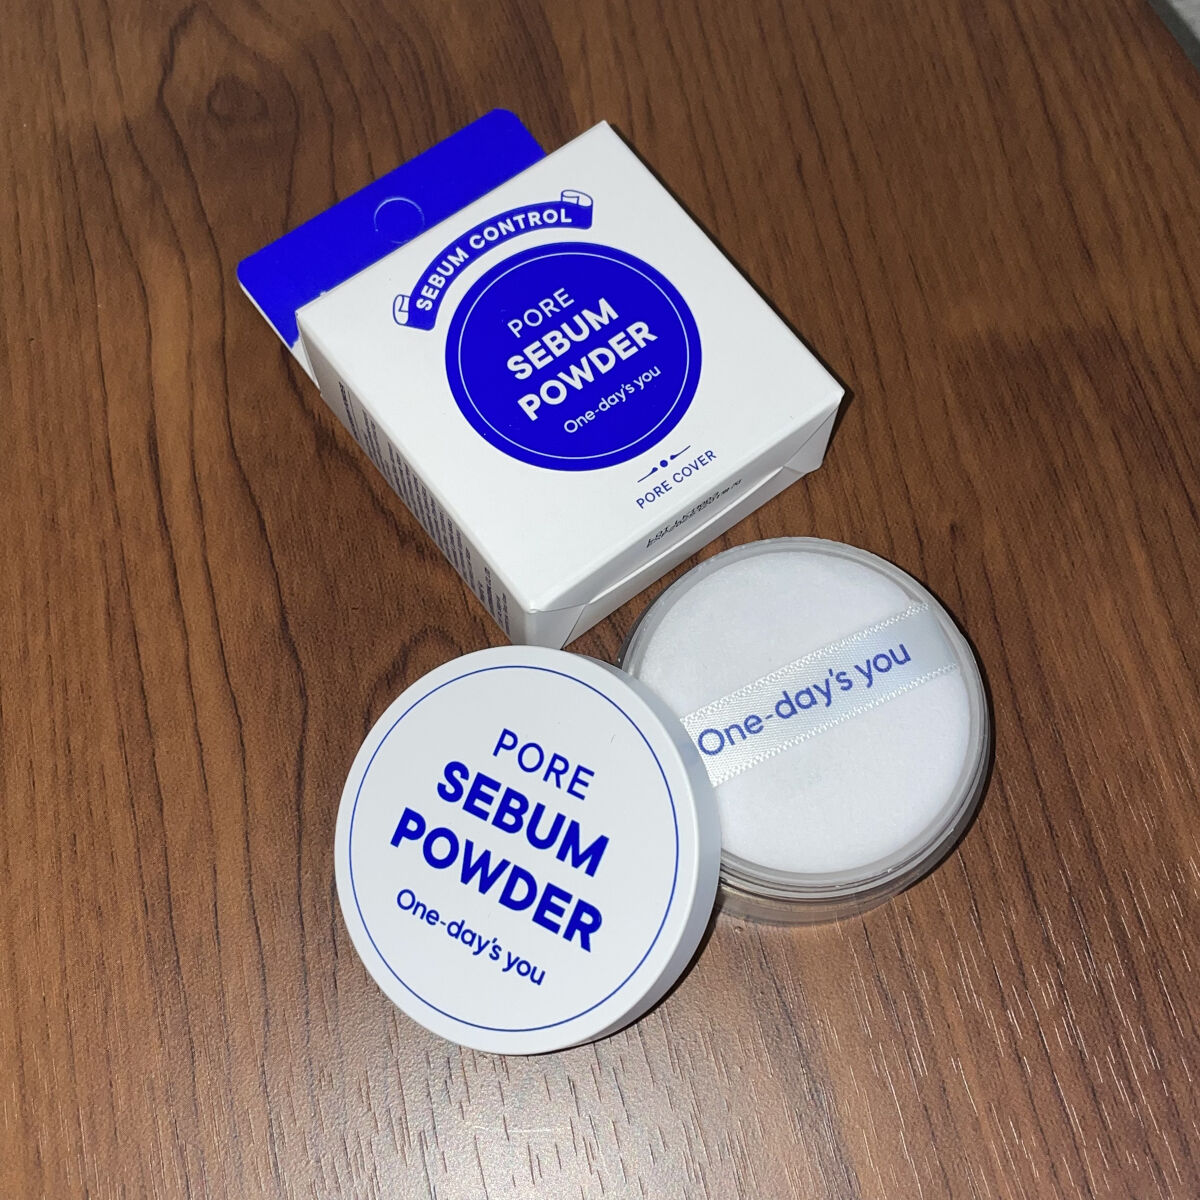 SEBUM CONTROL
PORE
SEBUM
POWDER
One-day's you
PORE COVER
One-day's you
PORE
SEBUM
POWDER
One-day's you